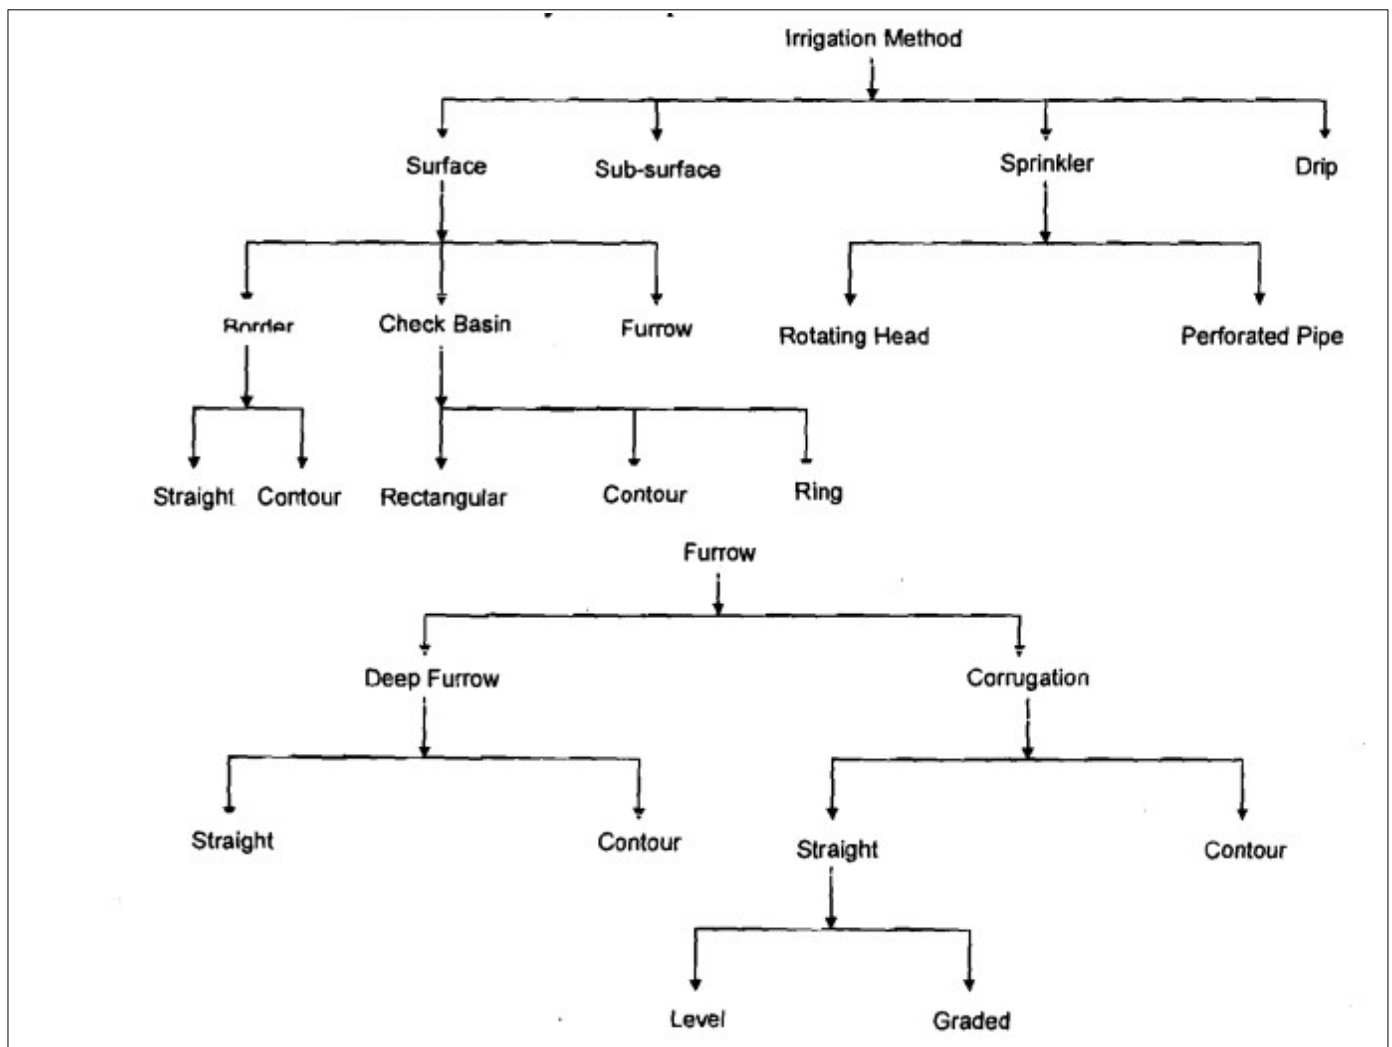 Irrigation Method
Surface Sub-surface Sprinkler Drip
Border Check Basin Furrow Rotating Head Perforated Pipe
Straight Contour Rectangular Contour Ring
Furrow
Deep Furrow Corrugation
Straight Contour Straight Contour
Level Graded